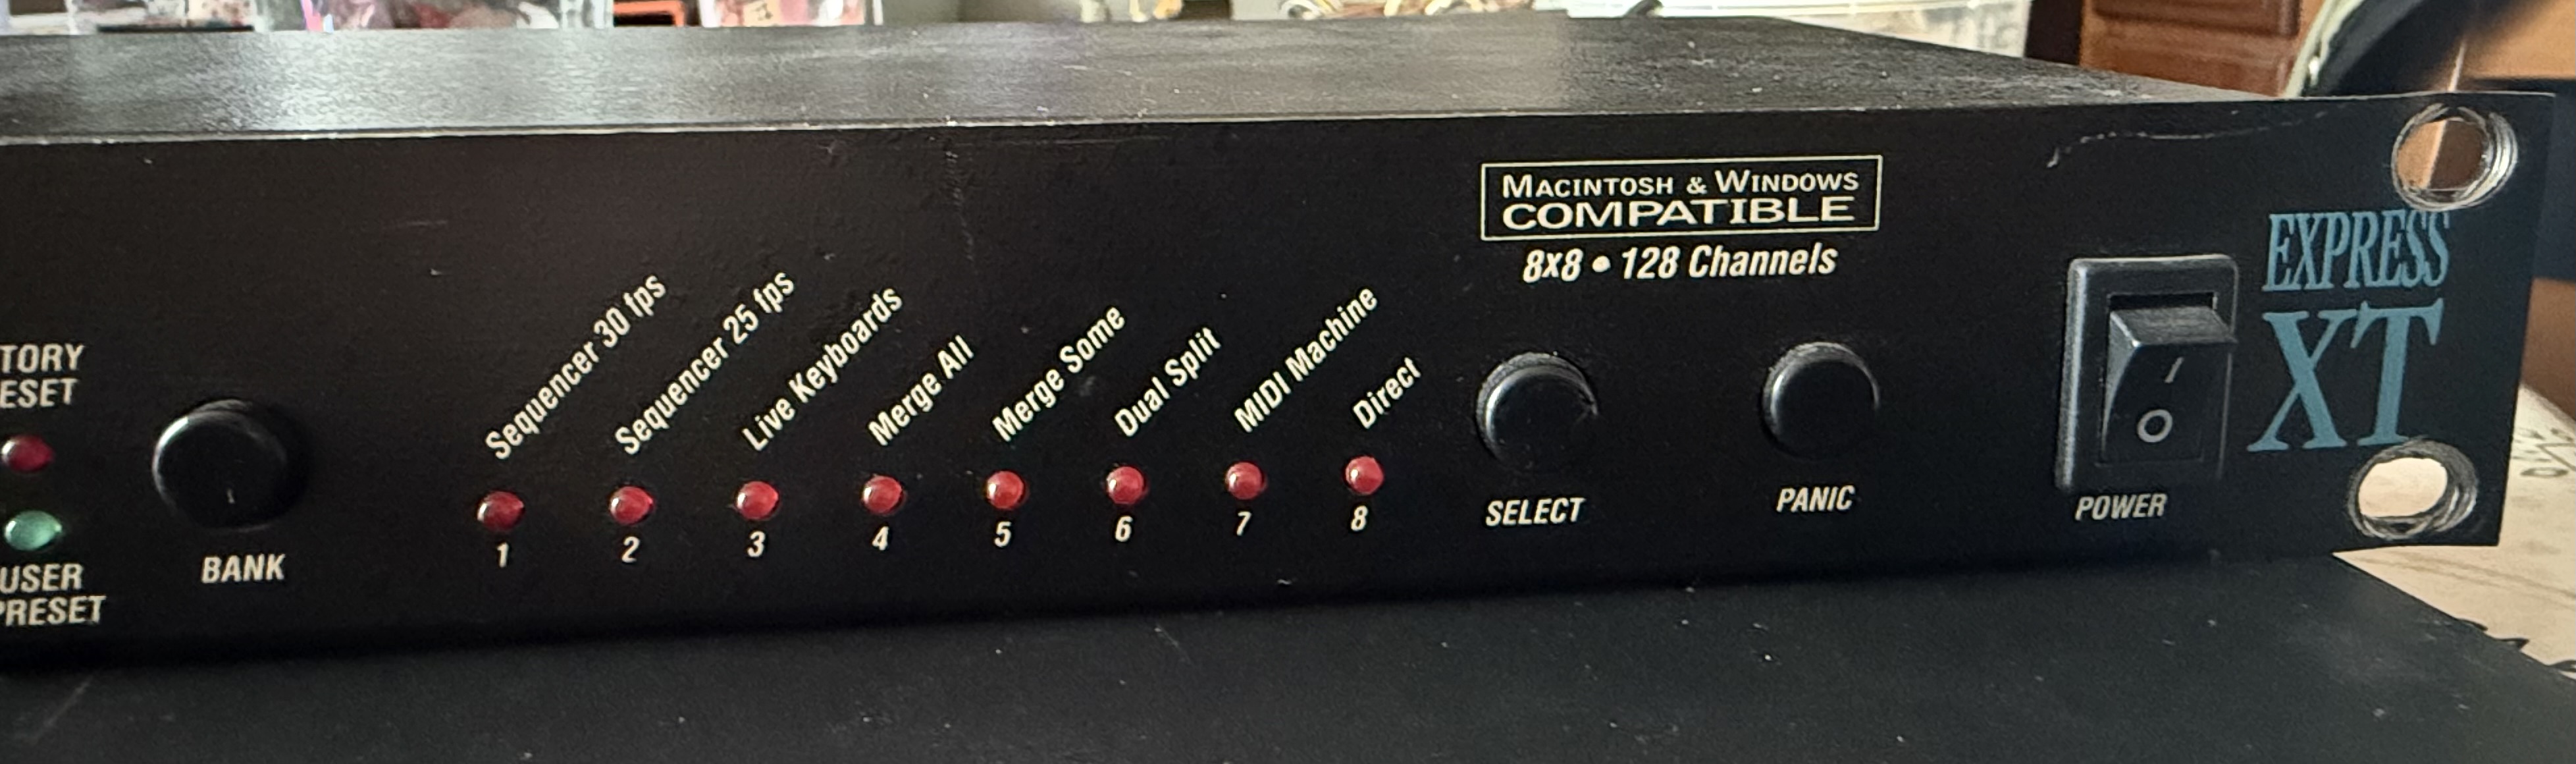 TORY
ESET
USER
PRESET
BANK
Sequencer 30 fps
Sequencer 25 fps
Live Keyboards
Merge All
Merge Some
Dual Split
MIDI Machine
Direct
1 2 3 4 5 6 7 8
MACINTOSH & WINDOWS
COMPATIBLE
8x8 • 128 Channels
SELECT
PANIC
I
O
POWER
EXPRESS
XT